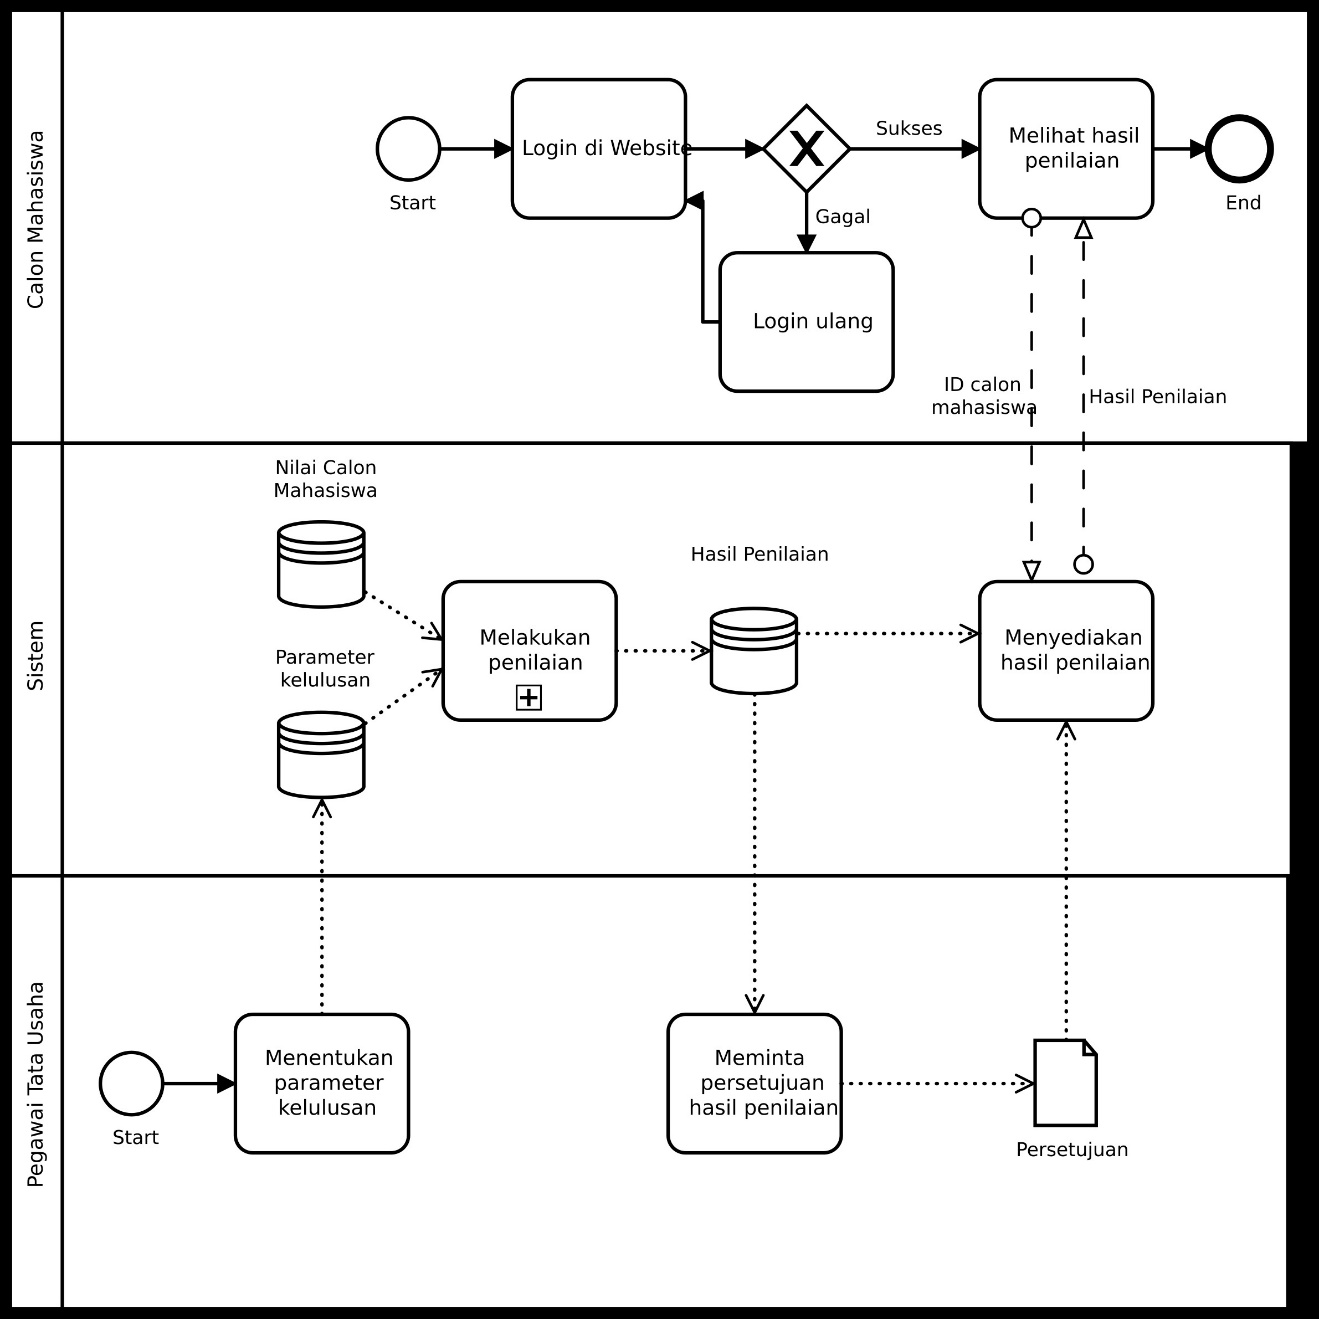 Calon Mahasiswa
Start
Login di Website
Sukses
Gagal
Login ulang
Melihat hasil
penilaian
End
ID calon
mahasiswa
Hasil Penilaian
Sistem
Nilai Calon
Mahasiswa
Parameter
kelulusan
Melakukan
penilaian
Hasil Penilaian
Menyediakan
hasil penilaian
Pegawai Tata Usaha
Start
Menentukan
parameter
kelulusan
Meminta
persetujuan
hasil penilaian
Persetujuan